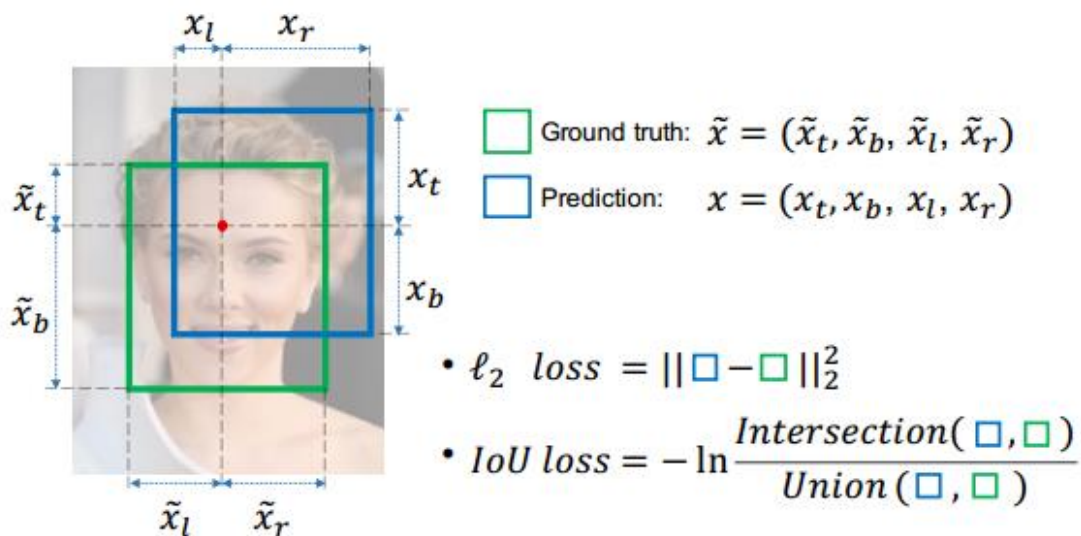 x_l x_r
Ground truth: x̃ = (x̃_t, x̃_b, x̃_l, x̃_r)
Prediction: x = (x_t, x_b, x_l, x_r)
x̃_t x_t
x̃_b x_b
• ℓ_2 loss = || □ − □ ||_2^2
• IoU loss = − ln Intersection( □ , □ ) / Union ( □ , □ )
x̃_l x̃_r